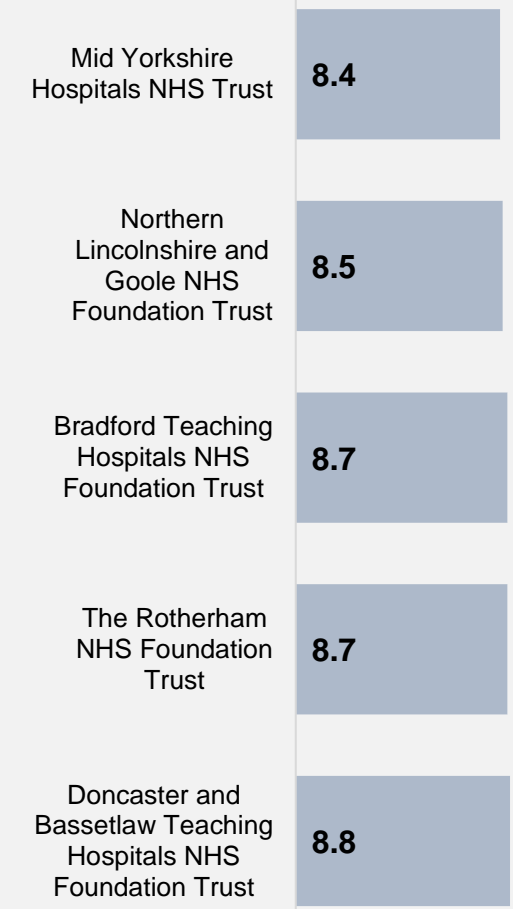 Mid Yorkshire
Hospitals NHS Trust
8.4
Northern
Lincolnshire and
Goole NHS
Foundation Trust
8.5
Bradford Teaching
Hospitals NHS
Foundation Trust
8.7
The Rotherham
NHS Foundation
Trust
8.7
Doncaster and
Bassetlaw Teaching
Hospitals NHS
Foundation Trust
8.8